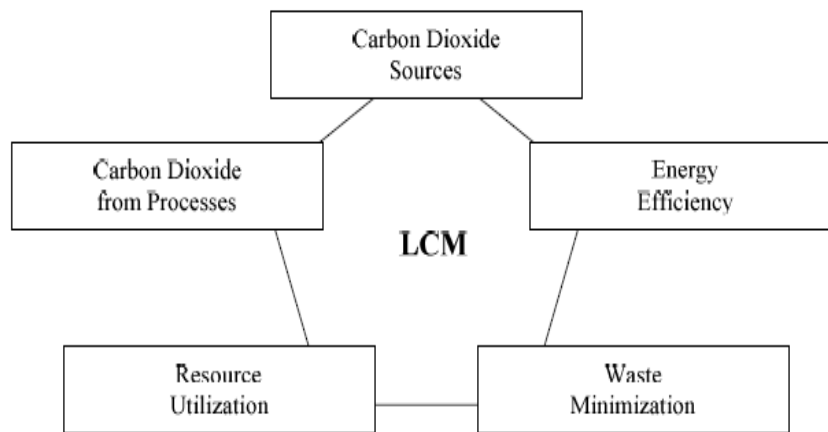 Carbon Dioxide
Sources
Carbon Dioxide
from Processes
Energy
Efficiency
LCM
Resource
Utilization
Waste
Minimization